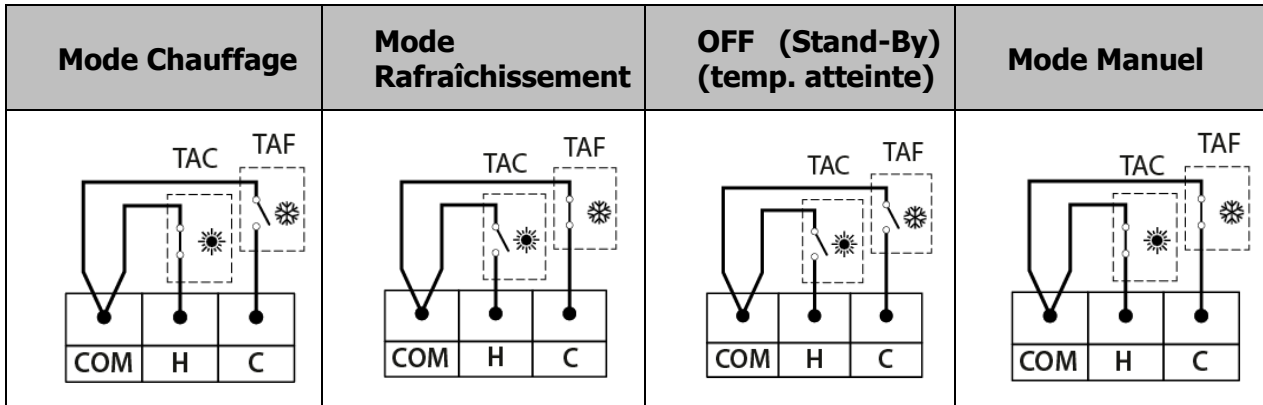 Mode Chauffage
Mode
Rafraîchissement
OFF (Stand-By)
(temp. atteinte)
Mode Manuel
TAC TAF
COM H C
TAC TAF
COM H C
TAC TAF
COM H C
TAC TAF
COM H C